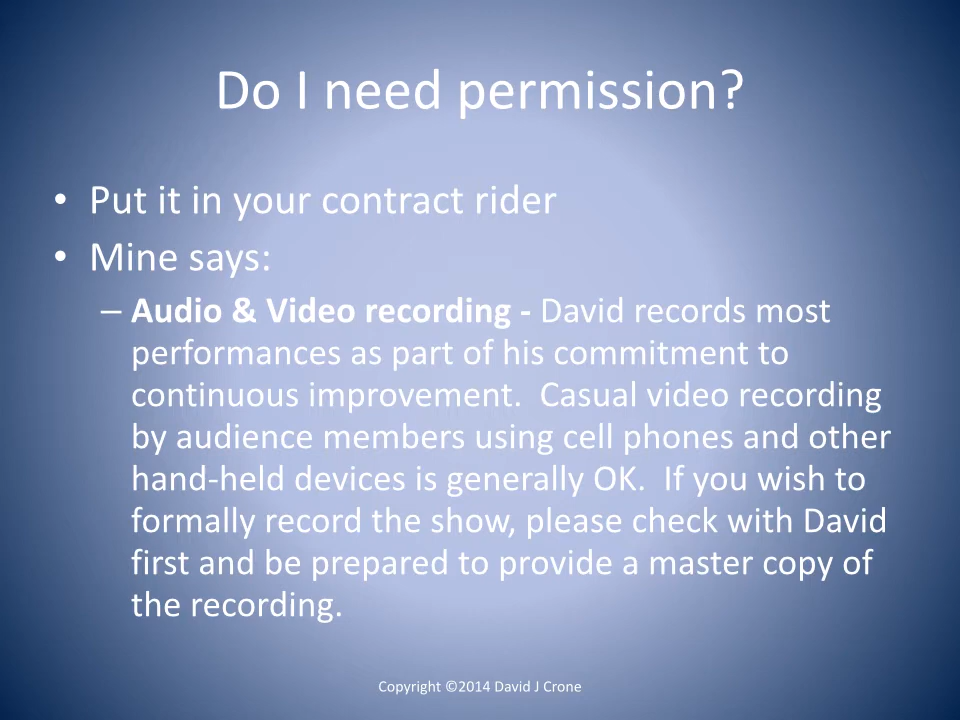 Do I need permission?
• Put it in your contract rider
• Mine says:
– Audio & Video recording - David records most
performances as part of his commitment to
continuous improvement.  Casual video recording
by audience members using cell phones and other
hand-held devices is generally OK.  If you wish to
formally record the show, please check with David
first and be prepared to provide a master copy of
the recording.
Copyright ©2014 David J Crone